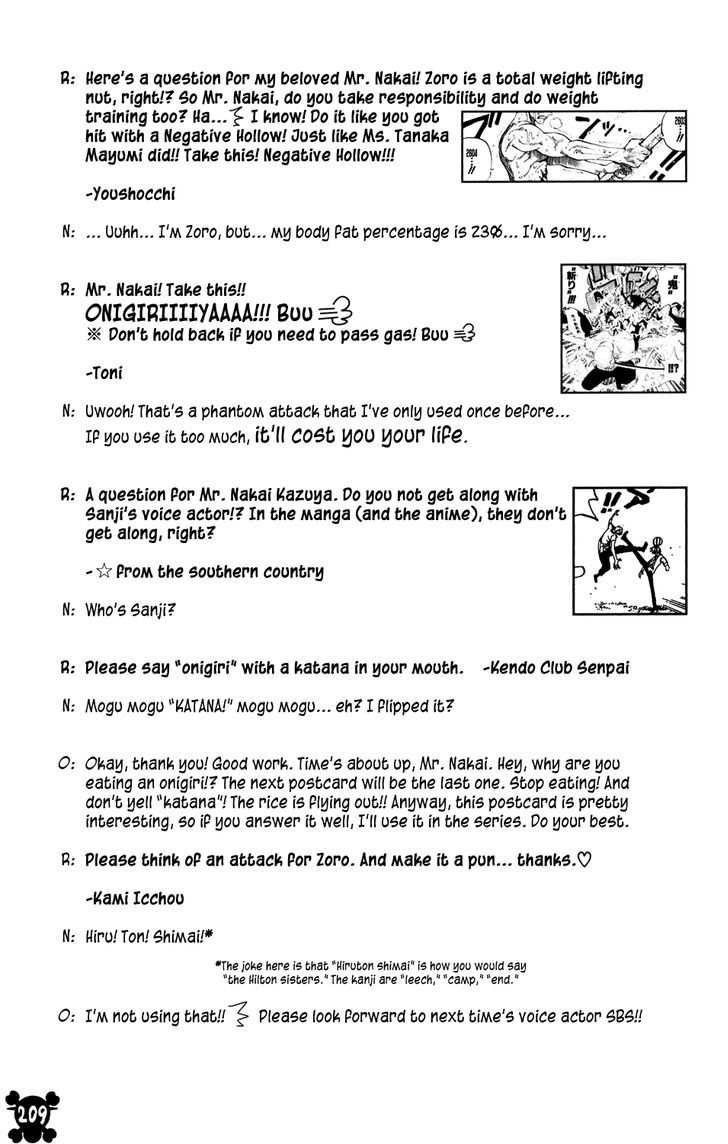 R: Here's a question for my beloved Mr. Nakai! Zoro is a total weight lifting
nut, right!? So Mr. Nakai, do you take responsibility and do weight
training too? Ha... I know! Do it like you got
hit with a Negative Hollow! Just like Ms. Tanaka
Mayumi did!! Take this! Negative Hollow!!!
2603
2604
-Youshocchi
N: ... Uuhh... I'm Zoro, but... my body fat percentage is 23%... I'm sorry...
R: Mr. Nakai! Take this!!
ONIGIRIIIIYAAAA!!! Buu
※ Don't hold back if you need to pass gas! Buu
鬼
斬り!!!
!!?
-Toni
N: Uwooh! That's a phantom attack that I've only used once before...
If you use it too much, it'll cost you your life.
R: A question for Mr. Nakai Kazuya. Do you not get along with
Sanji's voice actor!? In the manga (and the anime), they don't
get along, right?
-☆ from the southern country
N: Who's Sanji?
R: Please say "onigiri" with a katana in your mouth. -Kendo Club Senpai
N: Mogu mogu "KATANA!" mogu mogu... eh? I flipped it?
O: Okay, thank you! Good work. Time's about up, Mr. Nakai. Hey, why are you
eating an onigiri!? The next postcard will be the last one. Stop eating! And
don't yell "katana"! The rice is flying out!! Anyway, this postcard is pretty
interesting, so if you answer it well, I'll use it in the series. Do your best.
R: Please think of an attack for Zoro. And make it a pun... thanks.♡
-Kami Icchou
N: Hiru! Ton! Shimai!*
*The joke here is that "Hiruton Shimai" is how you would say
"the Hilton sisters." The kanji are "leech," "camp," "end."
O: I'm not using that!! Please look forward to next time's voice actor SBS!!
209